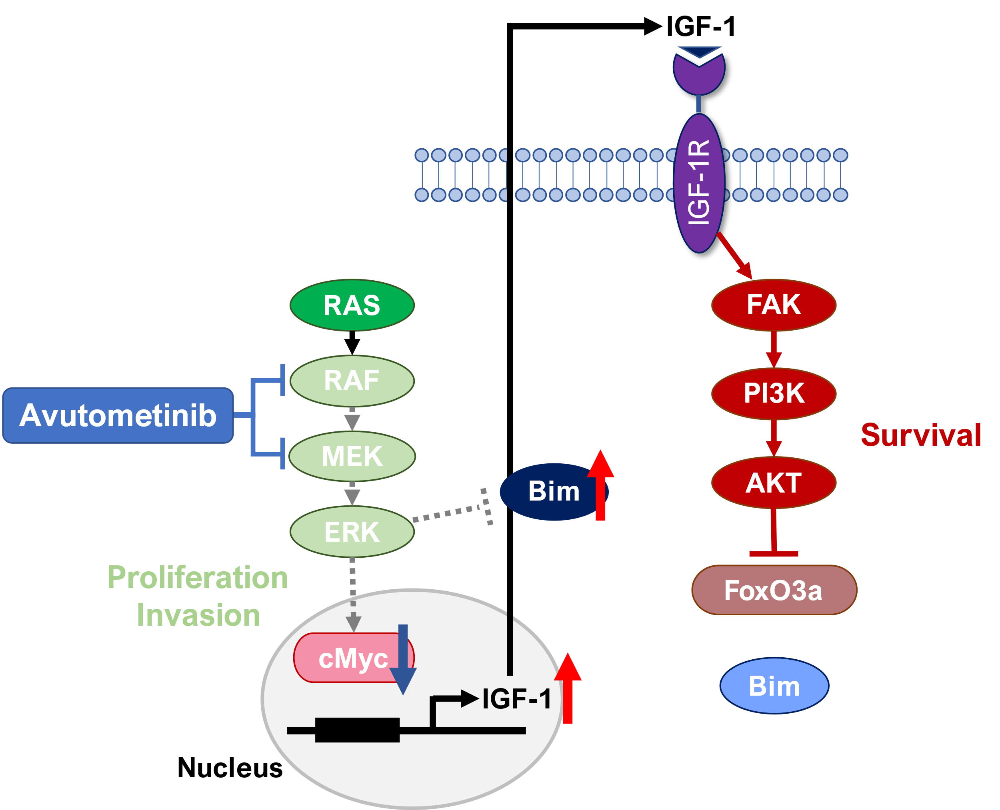 IGF-1
IGF-1R
RAS
FAK
RAF
PI3K
Avutometinib
Survival
MEK
AKT
Bim
ERK
Proliferation
Invasion
FoxO3a
cMyc
Bim
IGF-1
Nucleus